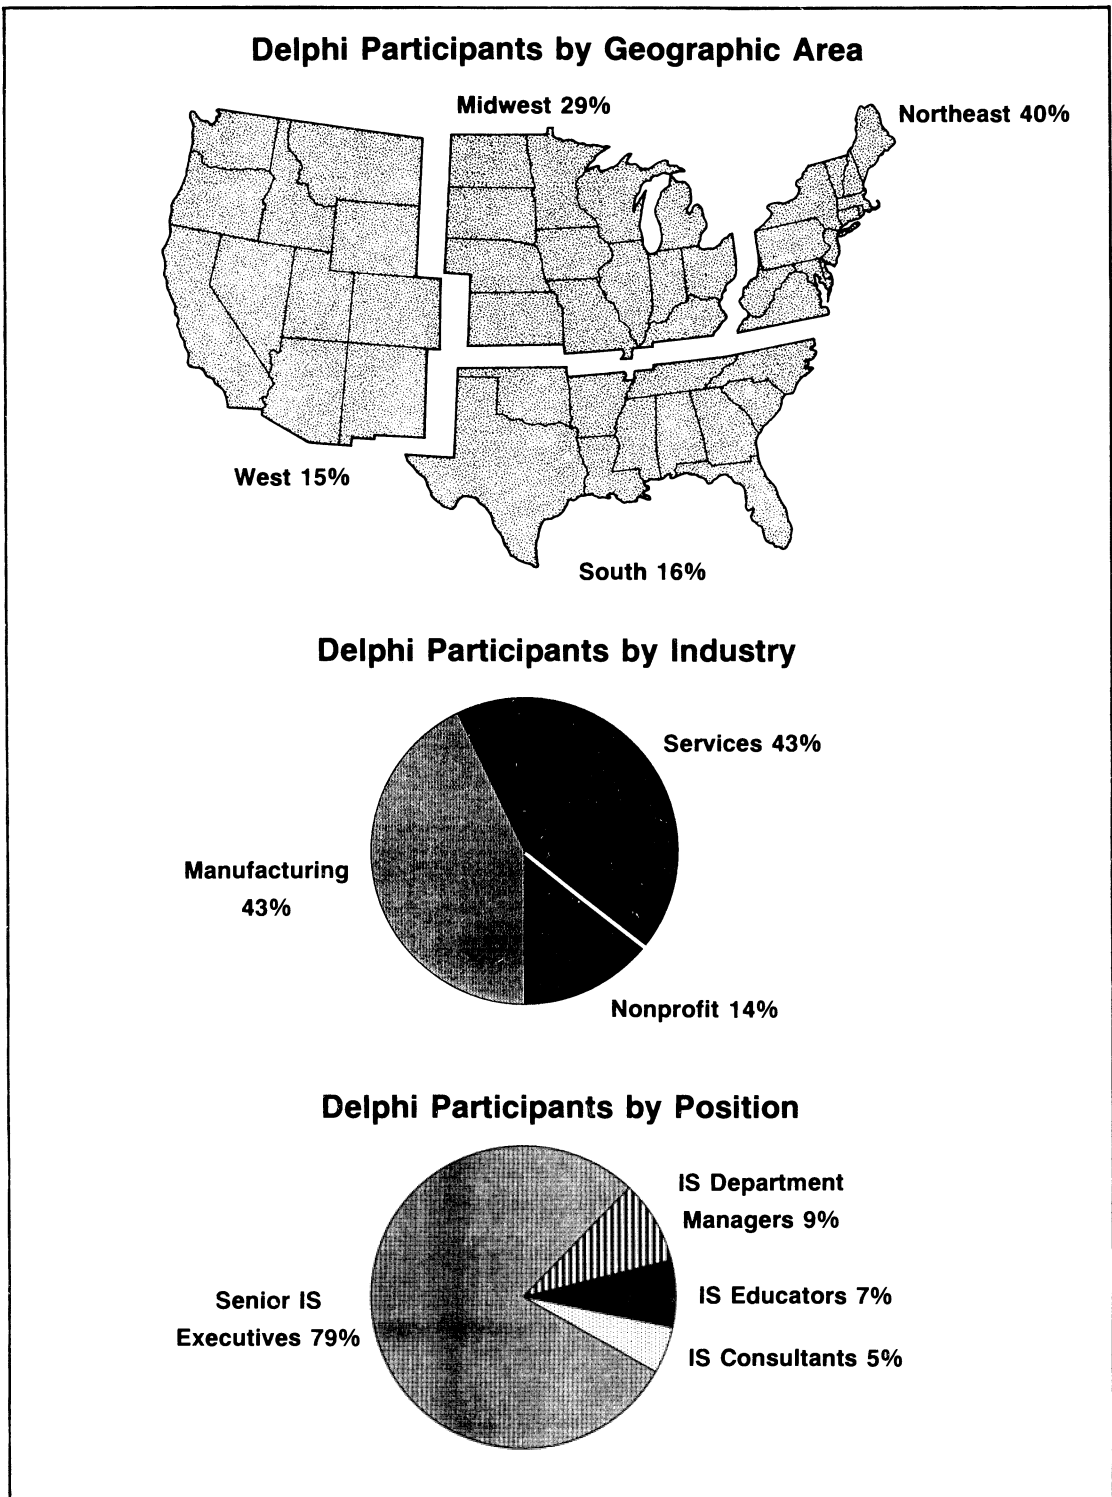 Delphi Participants by Geographic Area
Midwest 29%
Northeast 40%
West 15%
South 16%
Delphi Participants by Industry
Services 43%
Manufacturing
43%
Nonprofit 14%
Delphi Participants by Position
IS Department
Managers 9%
Senior IS
Executives 79%
IS Educators 7%
IS Consultants 5%